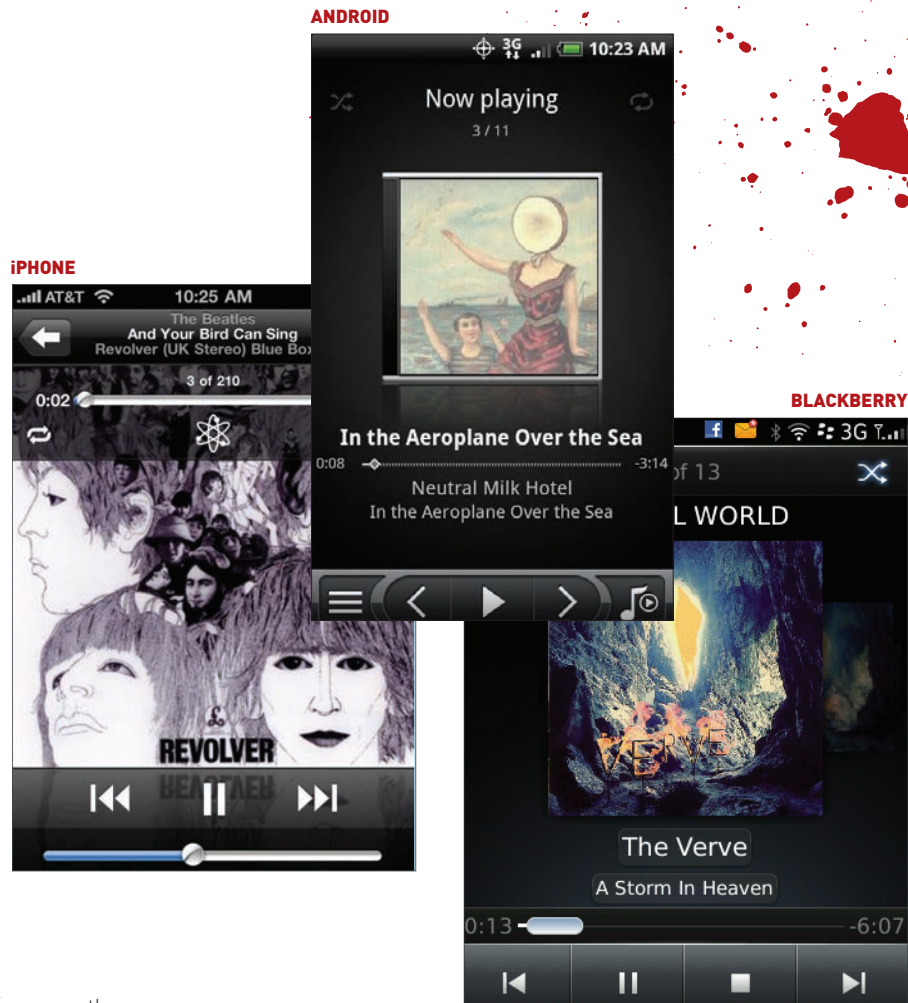 ANDROID
3G 10:23 AM
Now playing
3 / 11
In the Aeroplane Over the Sea
0:08 -3:14
Neutral Milk Hotel
In the Aeroplane Over the Sea
iPHONE
AT&T 10:25 AM
The Beatles
And Your Bird Can Sing
Revolver (UK Stereo) Blue Box
3 of 210
0:02
REVOLVER
BLACKBERRY
3G
of 13
L WORLD
VERVE
The Verve
A Storm In Heaven
0:13 -6:07